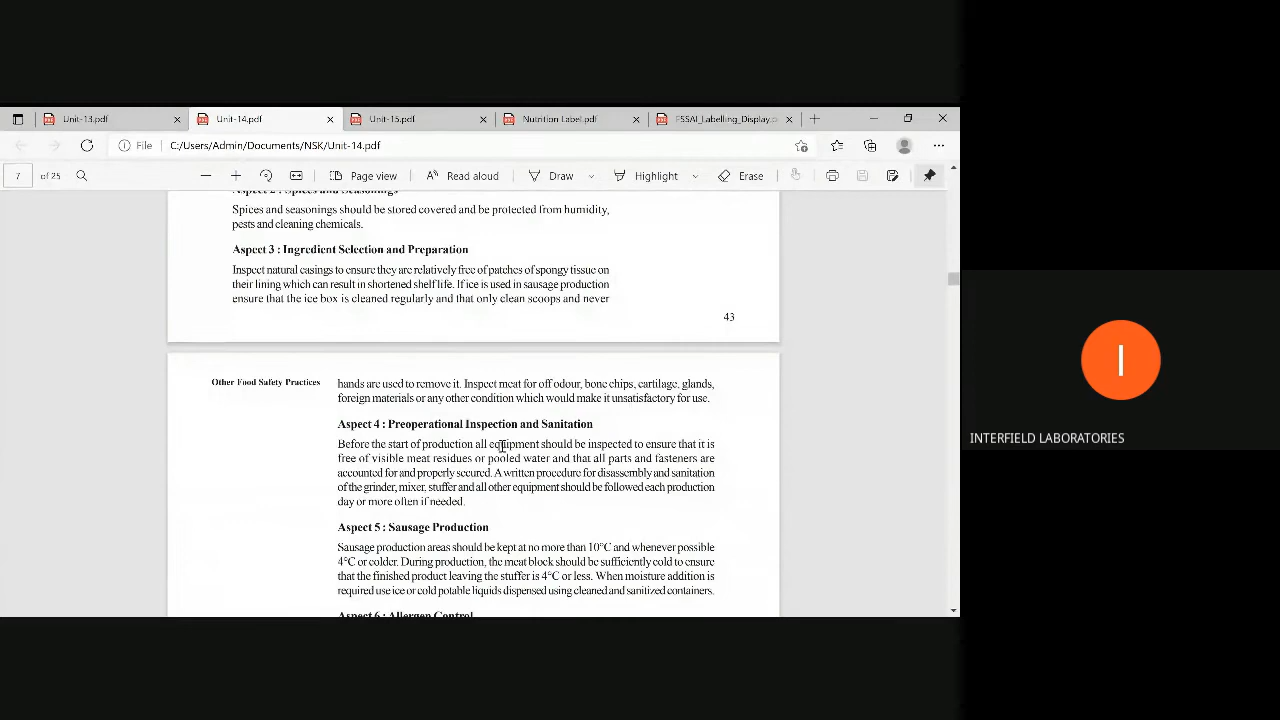 Unit-13.pdf
Unit-14.pdf
Unit-15.pdf
Nutrition Label.pdf
FSSAI_Labelling_Display.p
File
C:/Users/Admin/Documents/NSK/Unit-14.pdf
7 of 25
Page view
Read aloud
Draw
Highlight
Erase
Aspect 2 : Spices and Seasonings
Spices and seasonings should be stored covered and be protected from humidity,
pests and cleaning chemicals.
Aspect 3 : Ingredient Selection and Preparation
Inspect natural casings to ensure they are relatively free of patches of spongy tissue on
their lining which can result in shortened shelf life. If ice is used in sausage production
ensure that the ice box is cleaned regularly and that only clean scoops and never
43
Other Food Safety Practices
hands are used to remove it. Inspect meat for off odour, bone chips, cartilage, glands,
foreign materials or any other condition which would make it unsatisfactory for use.
Aspect 4 : Preoperational Inspection and Sanitation
Before the start of production all equipment should be inspected to ensure that it is
free of visible meat residues or pooled water and that all parts and fasteners are
accounted for and properly secured. A written procedure for disassembly and sanitation
of the grinder, mixer, stuffer and all other equipment should be followed each production
day or more often if needed.
Aspect 5 : Sausage Production
Sausage production areas should be kept at no more than 10°C and whenever possible
4°C or colder. During production, the meat block should be sufficiently cold to ensure
that the finished product leaving the stuffer is 4°C or less. When moisture addition is
required use ice or cold potable liquids dispensed using cleaned and sanitized containers.
Aspect 6 : Allergen Control
I
INTERFIELD LABORATORIES